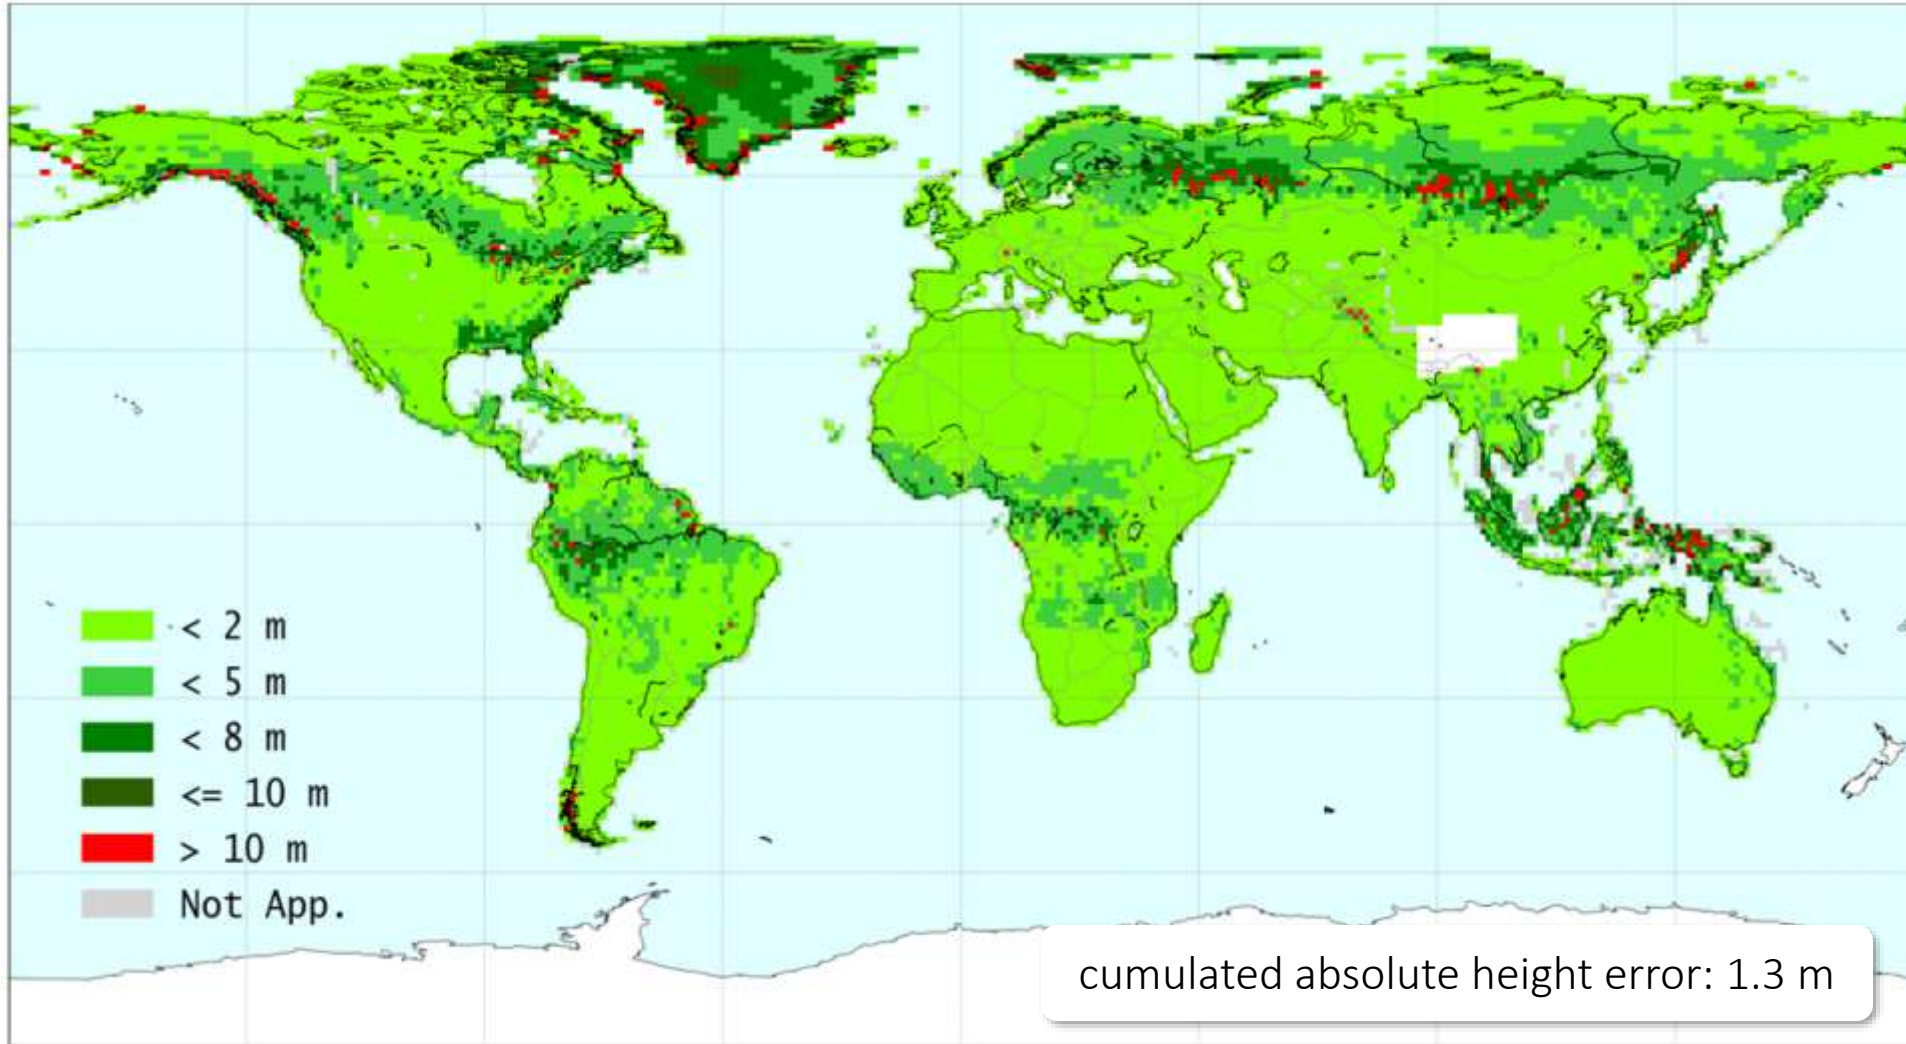 < 2 m
< 5 m
< 8 m
<= 10 m
> 10 m
Not App.
cumulated absolute height error: 1.3 m